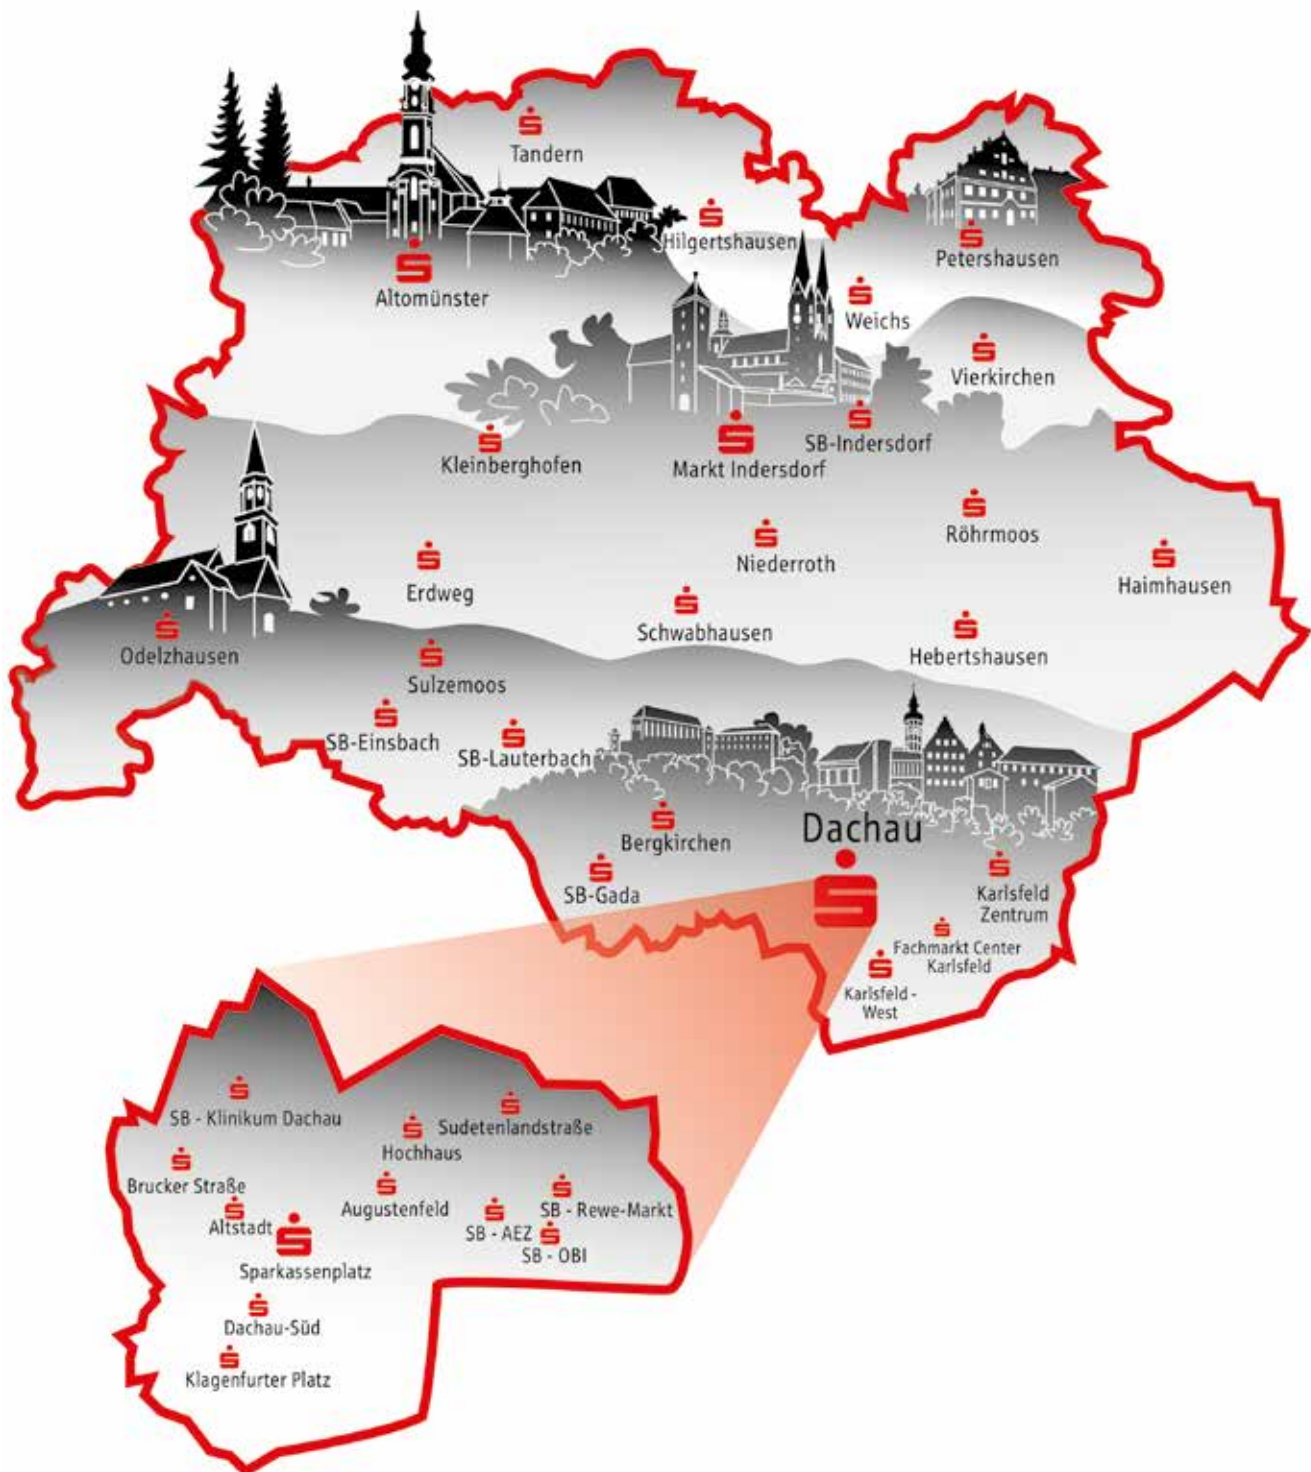 Tandern
Hilgertshausen
Petershausen
Altomünster
Weichs
Vierkirchen
Kleinberghofen
Markt Indersdorf
SB-Indersdorf
Röhrmoos
Niederroth
Haimhausen
Erdweg
Schwabhausen
Hebertshausen
Odelzhausen
Sulzemoos
SB-Einsbach
SB-Lauterbach
Bergkirchen
Dachau
SB-Gada
Karlsfeld
Zentrum
Fachmarkt Center
Karlsfeld
Karlsfeld -
West
SB - Klinikum Dachau
Sudetenlandstraße
Hochhaus
Brucker Straße
Augustenfeld
SB - Rewe-Markt
Altstadt
SB - AEZ
SB - OBI
Sparkassenplatz
Dachau-Süd
Klagenfurter Platz